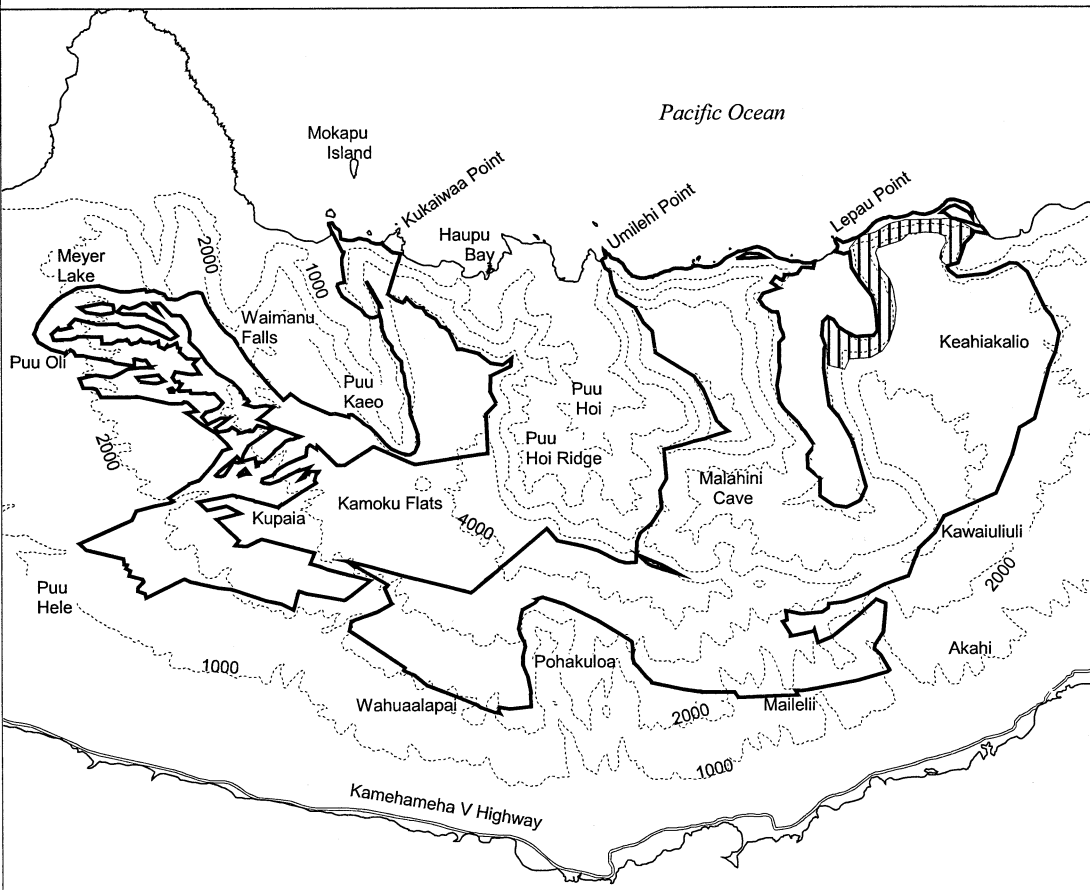 Pacific Ocean
Mokapu
Island
Kukaiwaa Point
Lepau Point
Umilehi Point
Haupu
Bay
Meyer
Lake
2000
1000
Waimanu
Falls
Keahiakalio
Puu Oli
Puu
Kaeo
Puu
Hoi
Puu
Hoi Ridge
2000
Malahini
Cave
Kamoku Flats
Kupaia
4000
Kawaiuliuli
2000
Puu
Hele
Akahi
1000
Pohakuloa
Wahuaalapai
2000
Mailelii
1000
Kamehameha V Highway